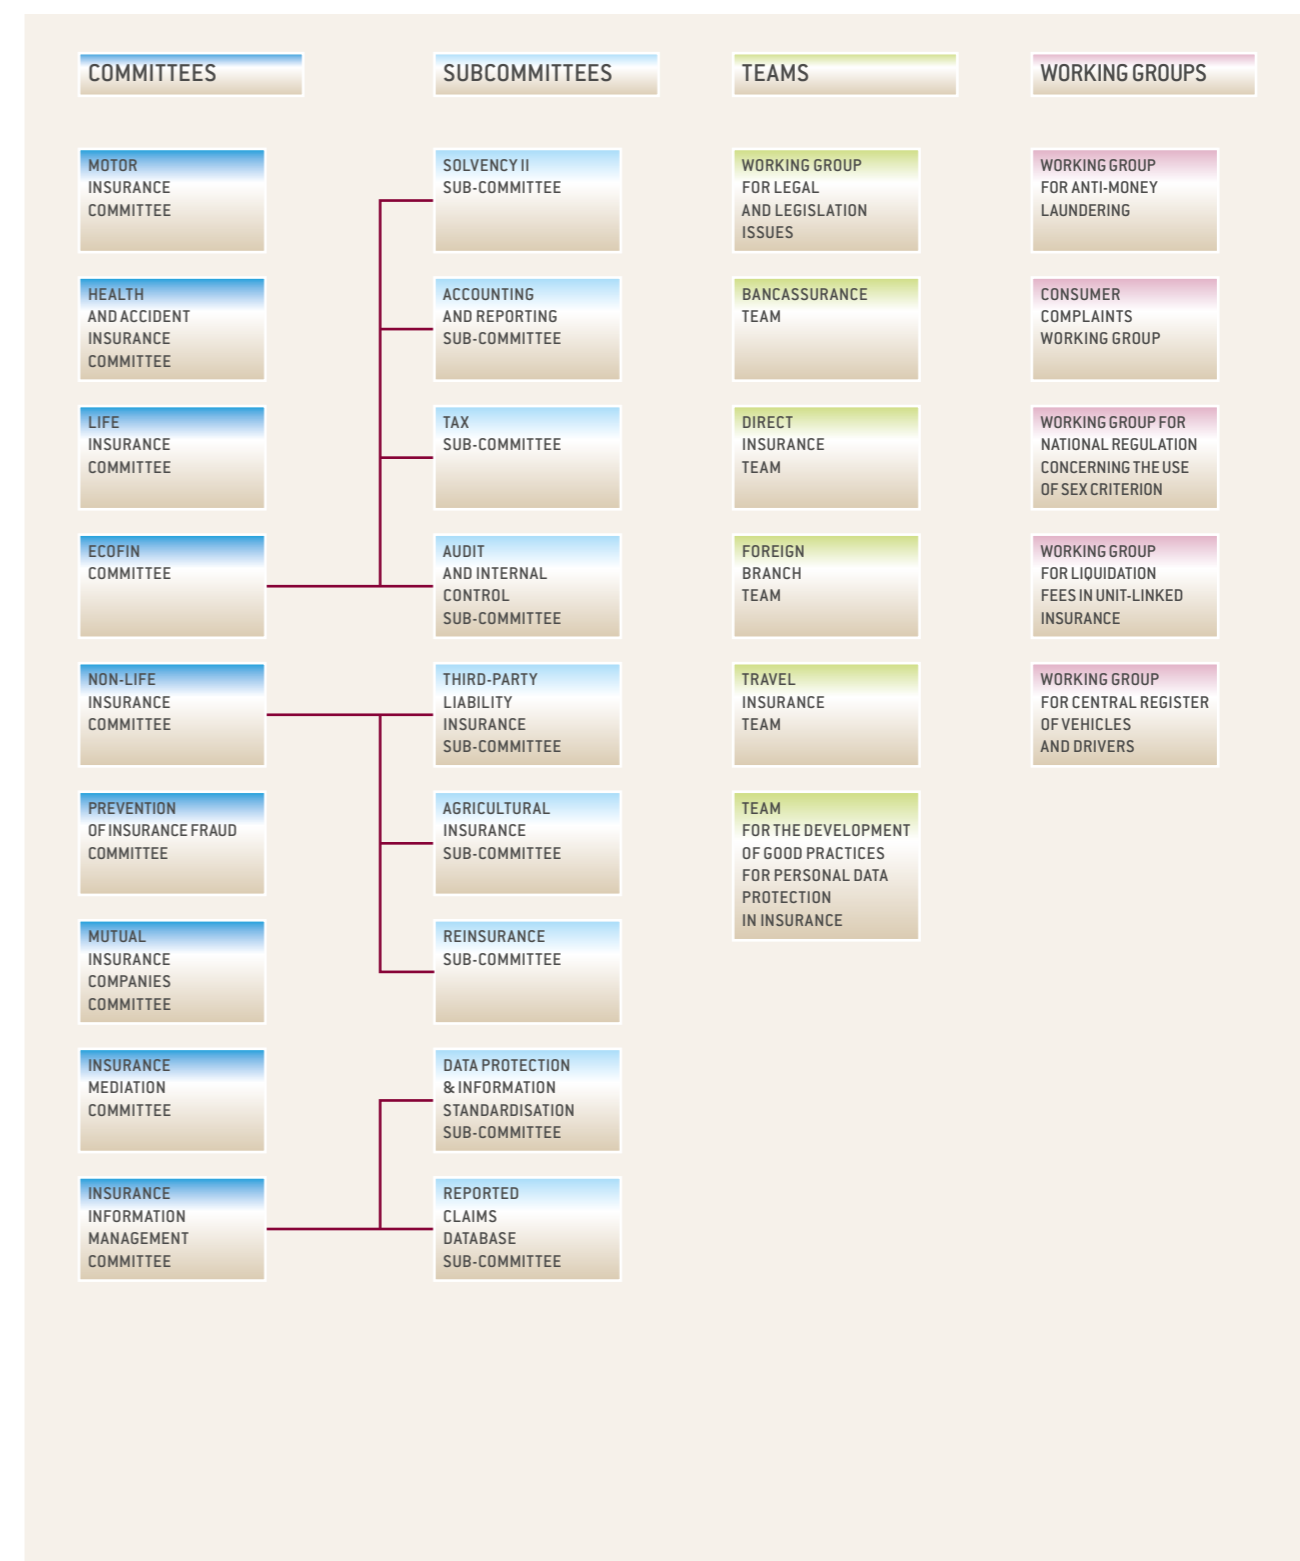 COMMITTEES
MOTOR
INSURANCE
COMMITTEE
HEALTH
AND ACCIDENT
INSURANCE
COMMITTEE
LIFE
INSURANCE
COMMITTEE
ECOFIN
COMMITTEE
NON-LIFE
INSURANCE
COMMITTEE
PREVENTION
OF INSURANCE FRAUD
COMMITTEE
MUTUAL
INSURANCE
COMPANIES
COMMITTEE
INSURANCE
MEDIATION
COMMITTEE
INSURANCE
INFORMATION
MANAGEMENT
COMMITTEE
SUBCOMMITTEES
SOLVENCY II
SUB-COMMITTEE
ACCOUNTING
AND REPORTING
SUB-COMMITTEE
TAX
SUB-COMMITTEE
AUDIT
AND INTERNAL
CONTROL
SUB-COMMITTEE
THIRD-PARTY
LIABILITY
INSURANCE
SUB-COMMITTEE
AGRICULTURAL
INSURANCE
SUB-COMMITTEE
REINSURANCE
SUB-COMMITTEE
DATA PROTECTION
& INFORMATION
STANDARDISATION
SUB-COMMITTEE
REPORTED
CLAIMS
DATABASE
SUB-COMMITTEE
TEAMS
WORKING GROUP
FOR LEGAL
AND LEGISLATION
ISSUES
BANCASSURANCE
TEAM
DIRECT
INSURANCE
TEAM
FOREIGN
BRANCH
TEAM
TRAVEL
INSURANCE
TEAM
TEAM
FOR THE DEVELOPMENT
OF GOOD PRACTICES
FOR PERSONAL DATA
PROTECTION
IN INSURANCE
WORKING GROUPS
WORKING GROUP
FOR ANTI-MONEY
LAUNDERING
CONSUMER
COMPLAINTS
WORKING GROUP
WORKING GROUP FOR
NATIONAL REGULATION
CONCERNING THE USE
OF SEX CRITERION
WORKING GROUP
FOR LIQUIDATION
FEES IN UNIT-LINKED
INSURANCE
WORKING GROUP
FOR CENTRAL REGISTER
OF VEHICLES
AND DRIVERS